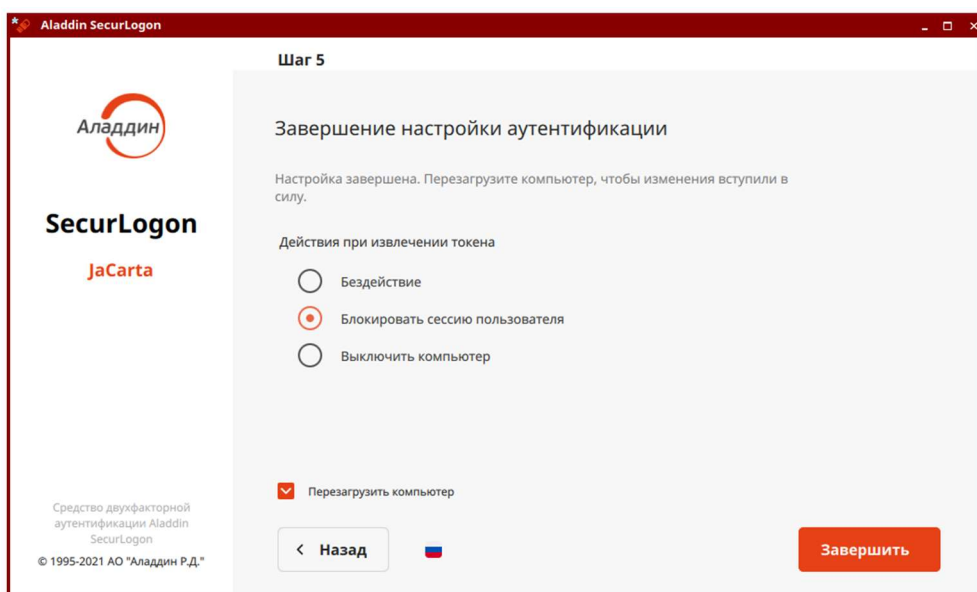 Aladdin SecurLogon
Шаг 5
Аладдин
SecurLogon
JaCarta
Завершение настройки аутентификации
Настройка завершена. Перезагрузите компьютер, чтобы изменения вступили в
силу.
Действия при извлечении токена
Бездействие
Блокировать сессию пользователя
Выключить компьютер
Перезагрузить компьютер
Средство двухфакторной
аутентификации Aladdin
SecurLogon
© 1995-2021 АО "Аладдин Р.Д."
Назад
Завершить